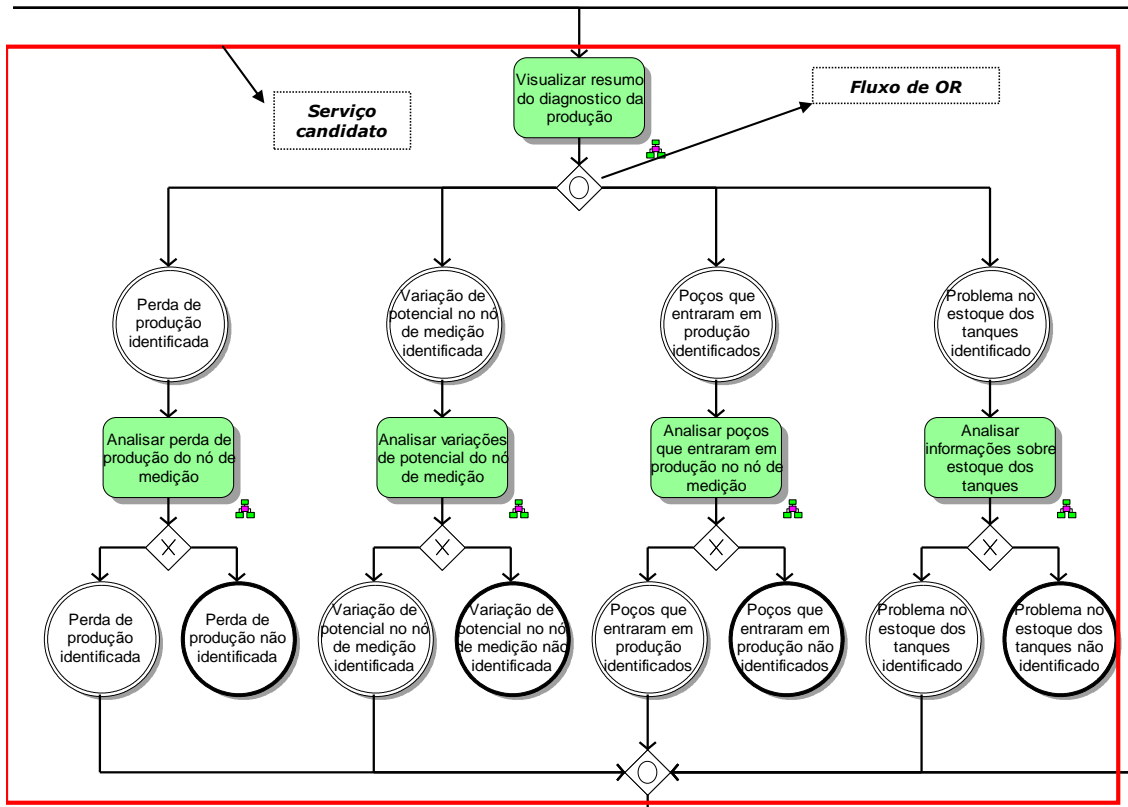 Visualizar resumo
do diagnostico da
produção
Fluxo de OR
Serviço
candidato
Perda de
produção
identificada
Variação de
potencial no nó
de medição
identificada
Poços que
entraram em
produção
identificados
Problema no
estoque dos
tanques
identificado
Analisar perda de
produção do nó de
medição
Analisar variações
de potencial do nó
de medição
Analisar poços
que entraram em
produção no nó de
medição
Analisar
informações sobre
estoque dos
tanques
Perda de
produção
identificada
Perda de
produção não
identificada
Variação de
potencial no nó
de medição
identificada
Variação de
potencial no nó
de medição não
identificada
Poços que
entraram em
produção
identificados
Poços que
entraram em
produção não
identificados
Problema no
estoque dos
tanques
identificado
Problema no
estoque dos
tanques não
identificado